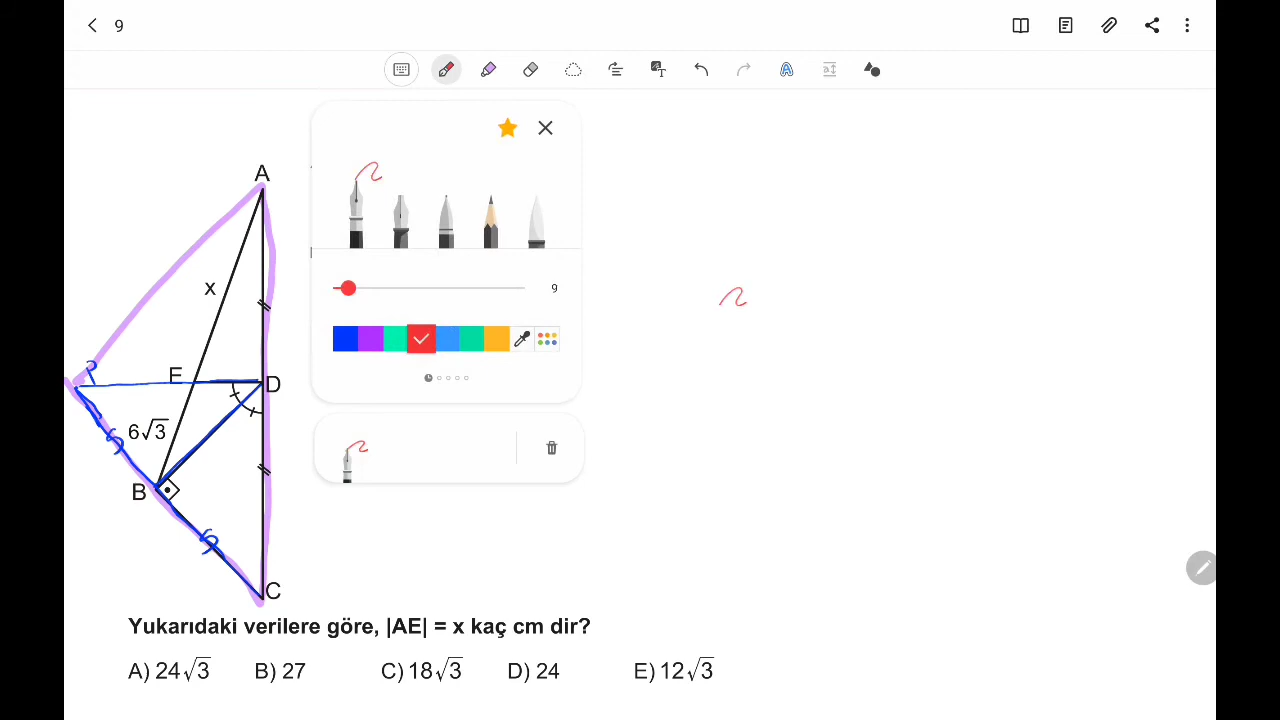 9
A
x
9
E
D
6√3
B
C
Yukarıdaki verilere göre, |AE| = x kaç cm dir?
A) 24√3 B) 27 C) 18√3 D) 24 E) 12√3